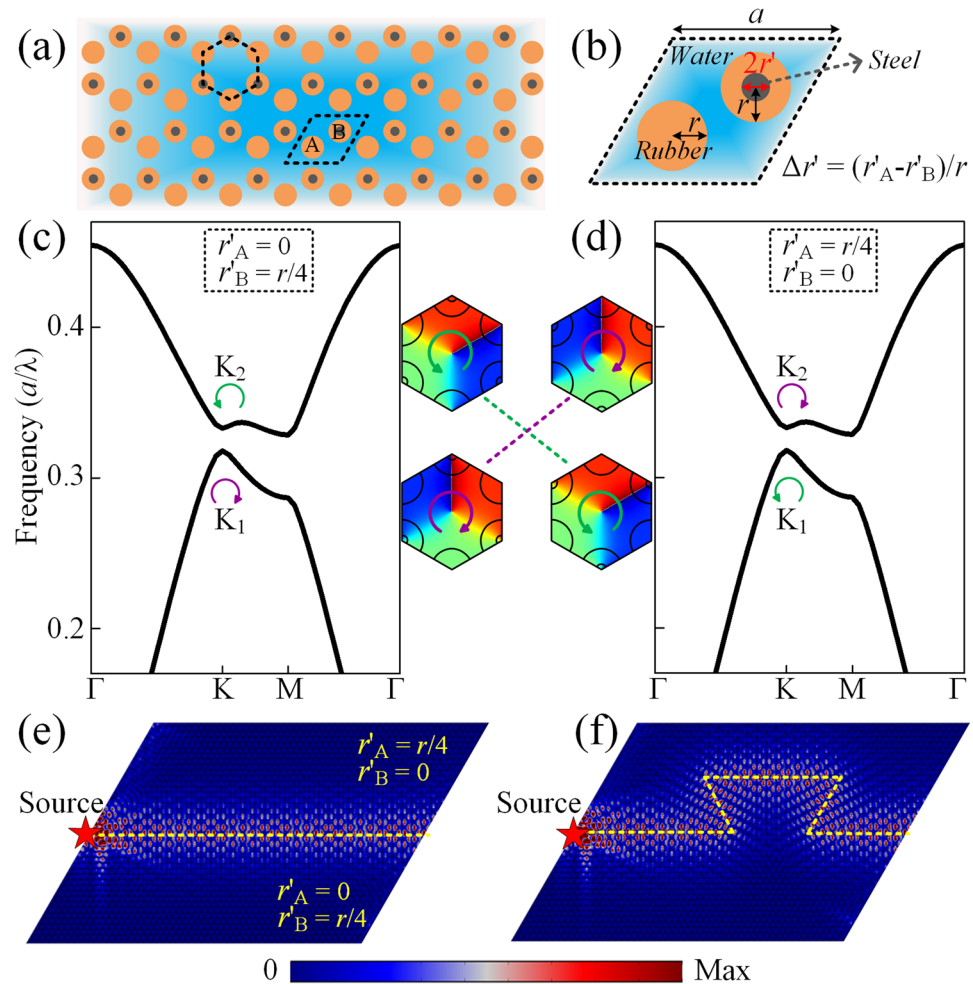 (a)
A
B
(b)
a
Water
2r'
Steel
r
r
Rubber
Δr' = (r'A-r'B)/r
(c)
r'A = 0
r'B = r/4
0.4
0.3
0.2
Frequency (a/λ)
K2
K1
Γ K M Γ
(d)
r'A = r/4
r'B = 0
K2
K1
Γ K M Γ
(e)
r'A = r/4
r'B = 0
Source
r'A = 0
r'B = r/4
(f)
Source
0 Max